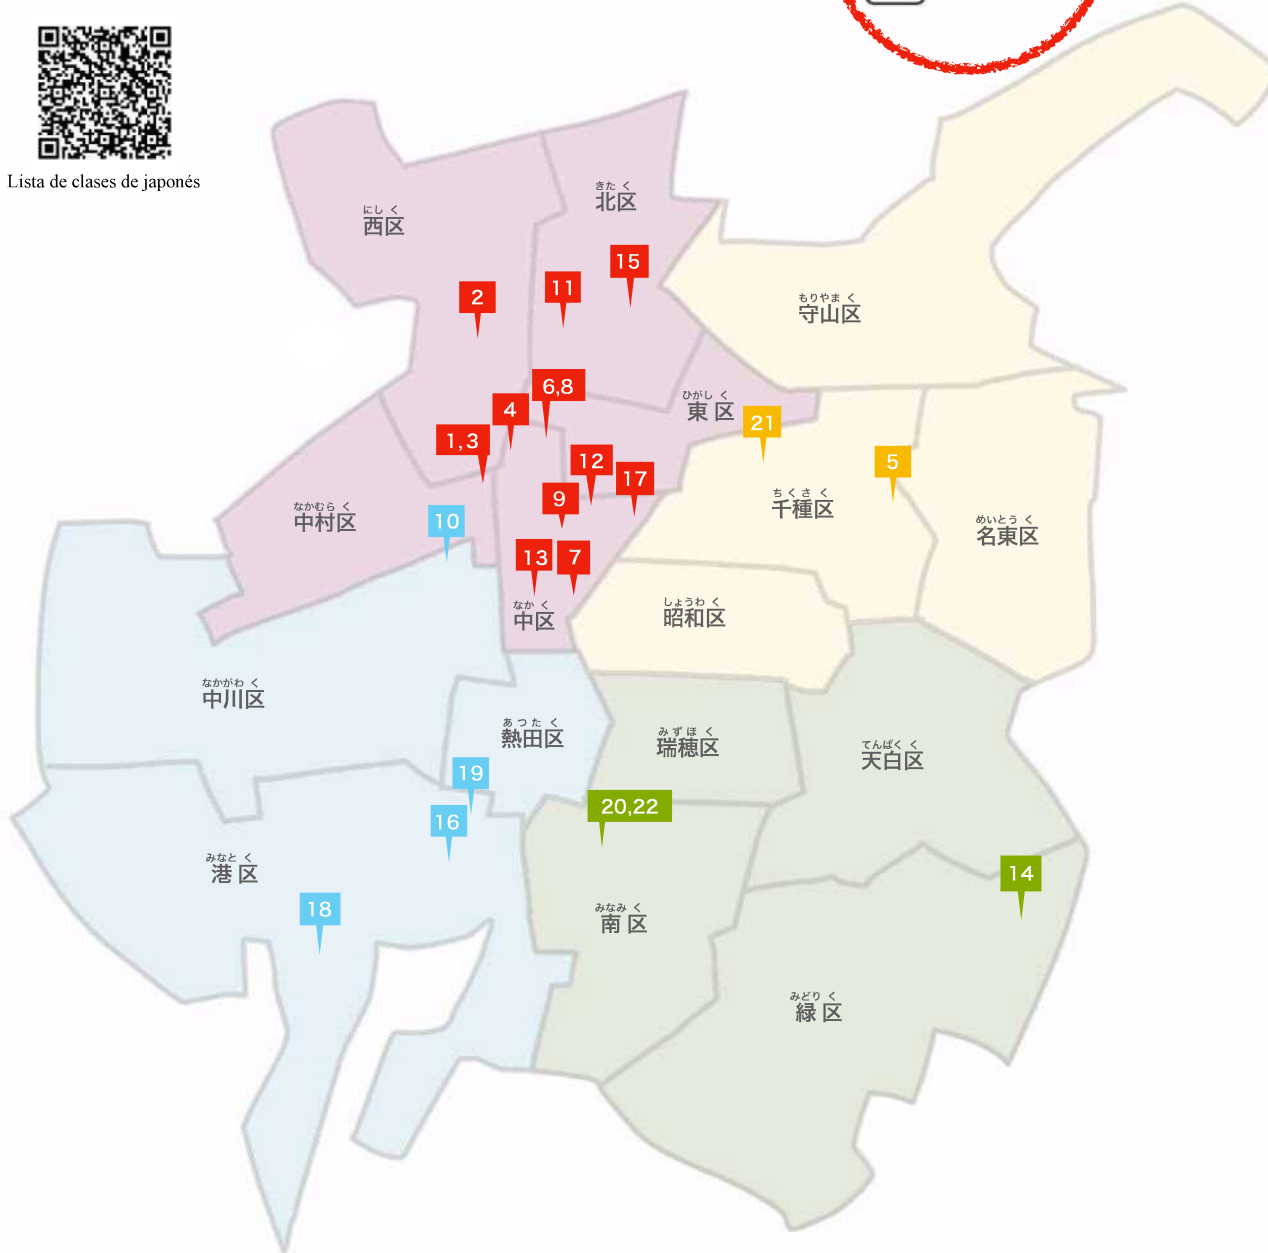 Lista de clases de japonés
きた く
北区
にし く
西区
15
11
2
もりやま く
守山区
6,8
ひがし く
東 区
4
21
1,3
12
5
17
9
ちくさ く
千種区
なかむら く
中村区
10
めいとう く
名東区
13
7
なか く
中区
しょうわ く
昭和区
なかがわ く
中川区
あつた く
熱田区
みずほ く
瑞穂区
てんぱく く
天白区
19
20,22
16
みなと く
港 区
14
18
みなみ く
南 区
みどり く
緑 区